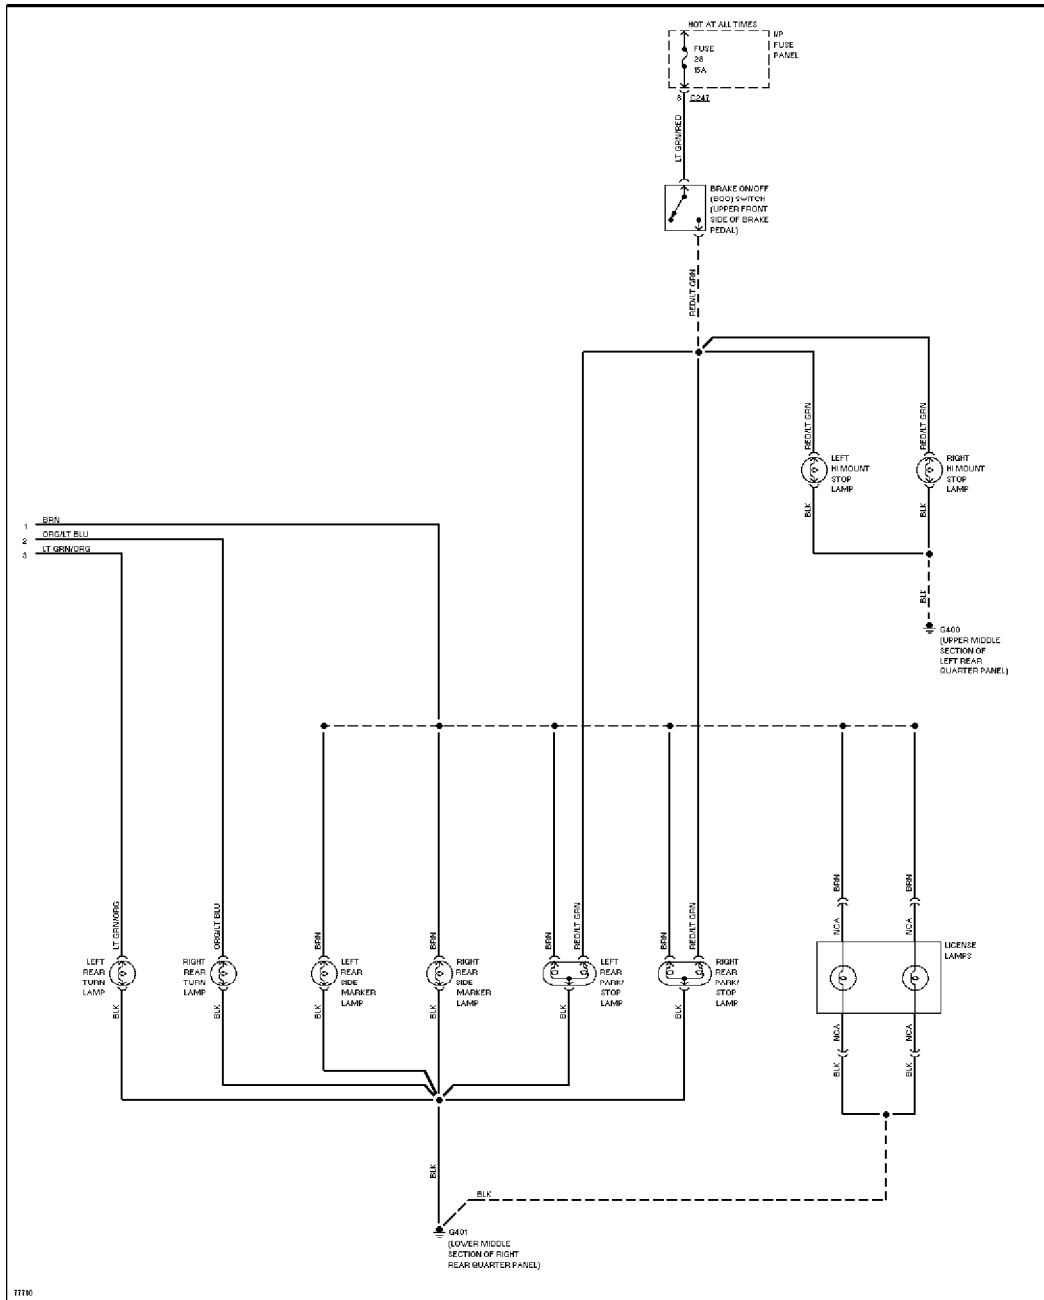 HOT AT ALL TIMES
I/P
FUSE
PANEL
FUSE
28
15A
8 C247
LT GRN/RED
BRAKE ON/OFF
(BOO) SWITCH
(UPPER FRONT
SIDE OF BRAKE
PEDAL)
RED/LT GRN
RED/LT GRN
RED/LT GRN
LEFT
HI MOUNT
STOP
LAMP
RIGHT
HI MOUNT
STOP
LAMP
BLK
BLK
1 BRN
2 ORG/LT BLU
3 LT GRN/ORG
BLK
G400
(UPPER MIDDLE
SECTION OF
LEFT REAR
QUARTER PANEL)
LT GRN/ORG
ORG/LT BLU
BRN
BRN
BRN
RED/LT GRN
BRN
RED/LT GRN
BRN
BRN
NCA
NCA
LICENSE
LAMPS
LEFT
REAR
TURN
LAMP
RIGHT
REAR
TURN
LAMP
LEFT
REAR
SIDE
MARKER
LAMP
RIGHT
REAR
SIDE
MARKER
LAMP
LEFT
REAR
PARK/
STOP
LAMP
RIGHT
REAR
PARK/
STOP
LAMP
BLK
BLK
BLK
BLK
BLK
BLK
NCA
NCA
BLK
BLK
BLK
BLK
G401
(LOWER MIDDLE
SECTION OF RIGHT
REAR QUARTER PANEL)
77710